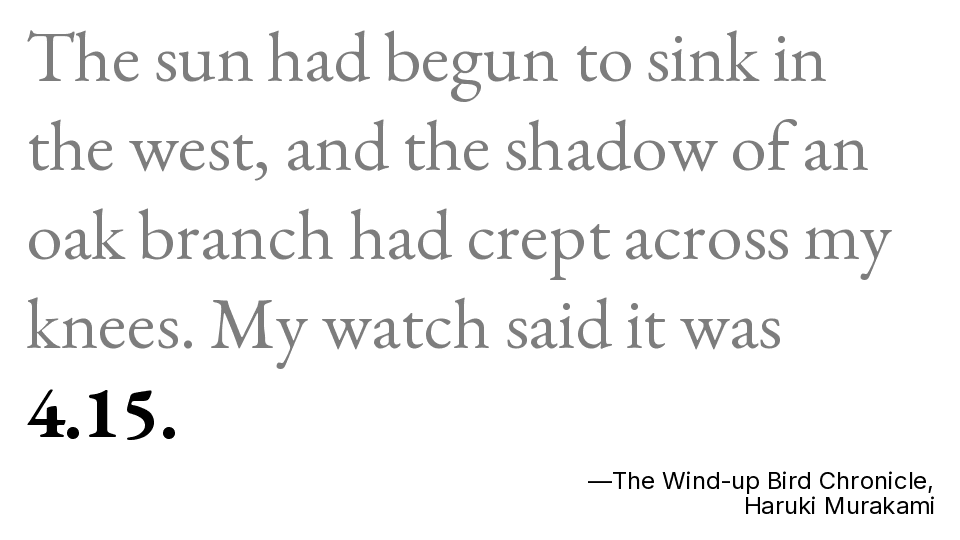 The sun had begun to sink in
the west, and the shadow of an
oak branch had crept across my
knees. My watch said it was
4.15.
—The Wind-up Bird Chronicle,
Haruki Murakami